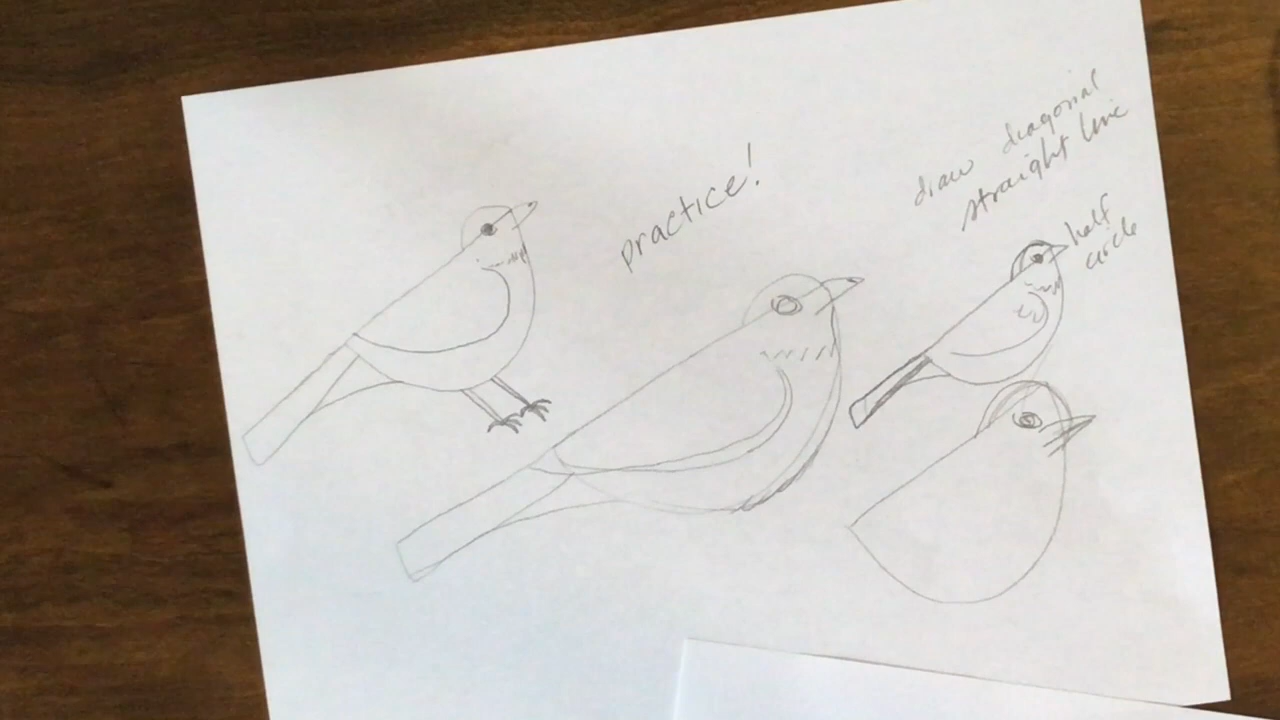 practice!
draw diagonal
straight line
half
circle